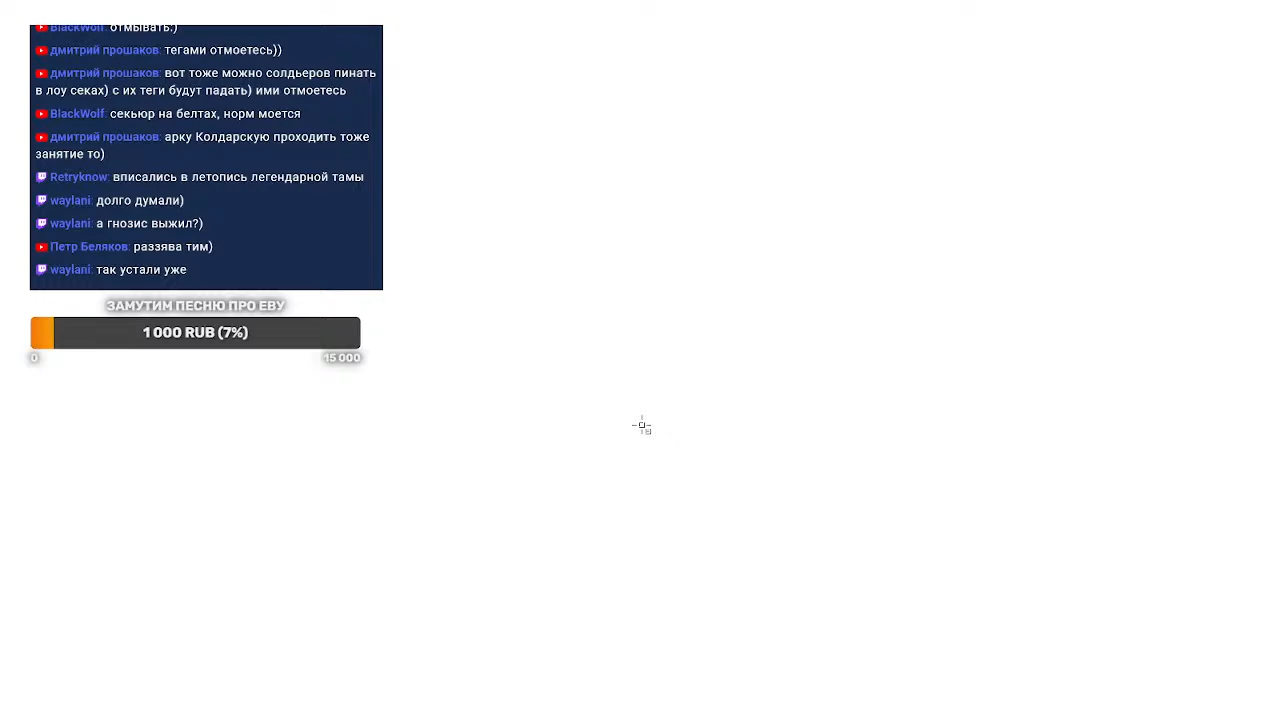 BlackWolf: отмывать:)
дмитрий прошаков: тегами отмоетесь))
дмитрий прошаков: вот тоже можно солдьеров пинать
в лоу секах) с их теги будут падать) ими отмоетесь
BlackWolf: секьюр на белтах, норм моется
дмитрий прошаков: арку Колдарскую проходить тоже
занятие то)
Retryknow: вписались в летопись легендарной тамы
waylani: долго думали)
waylani: а гнозис выжил?)
Петр Беляков: раззява тим)
waylani: так устали уже
ЗАМУТИМ ПЕСНЮ ПРО ЕВУ
1 000 RUB (7%)
0 15 000